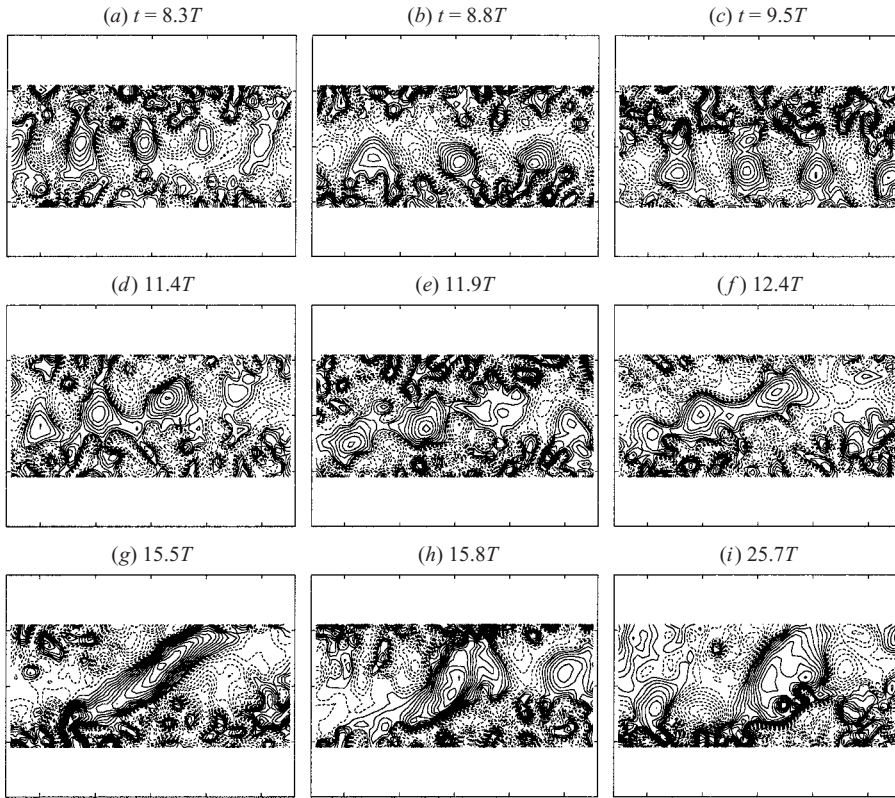 (a) t = 8.3T
(b) t = 8.8T
(c) t = 9.5T
(d) 11.4T
(e) 11.9T
(f) 12.4T
(g) 15.5T
(h) 15.8T
(i) 25.7T